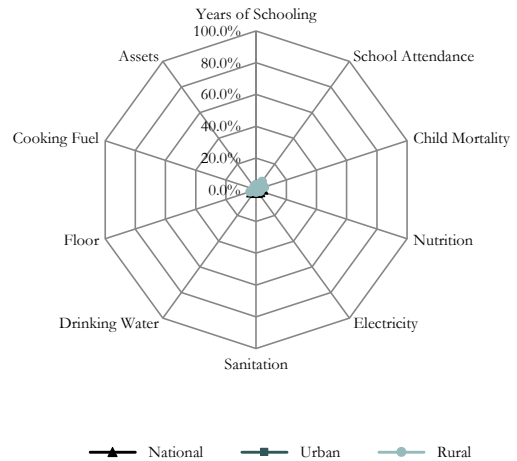 Years of Schooling
100.0%
Assets
School Attendance
80.0%
60.0%
40.0%
Cooking Fuel
Child Mortality
20.0%
0.0%
Floor
Nutrition
Drinking Water
Electricity
Sanitation
National Urban Rural